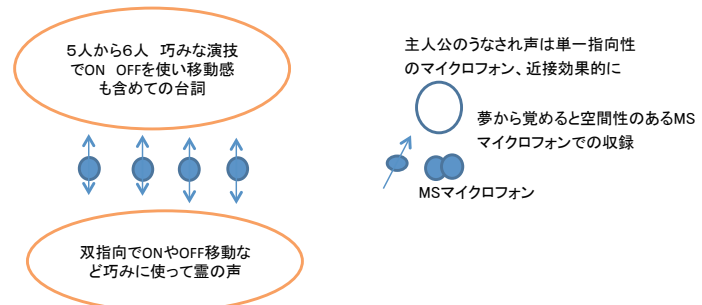 5人から6人 巧みな演技
でON OFFを使い移動感
も含めての台詞
双指向でONやOFF移動な
ど巧みに使って霊の声
主人公のうなされ声は単一指向性
のマイクロフォン、近接効果的に
夢から覚めると空間性のあるMS
マイクロフォンでの収録
MSマイクロフォン